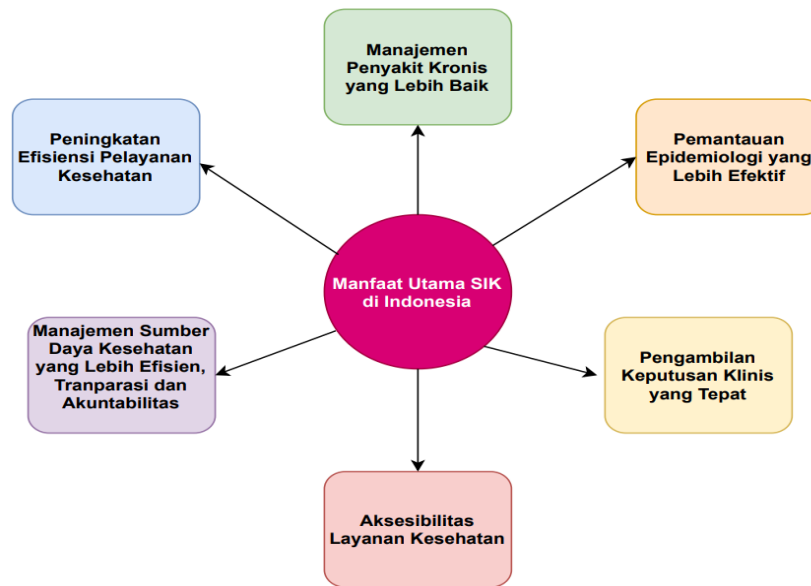 Manajemen
Penyakit Kronis
yang Lebih Baik
Peningkatan
Efisiensi Pelayanan
Kesehatan
Pemantauan
Epidemiologi yang
Lebih Efektif
Manfaat Utama SIK
di Indonesia
Manajemen Sumber
Daya Kesehatan
yang Lebih Efisien,
Tranparasi dan
Akuntabilitas
Pengambilan
Keputusan Klinis
yang Tepat
Aksesibilitas
Layanan Kesehatan